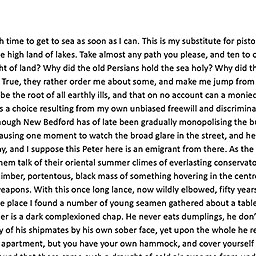 h time to get to sea as soon as I can. This is my substitute for pisto
e high land of lakes. Take almost any path you please, and ten to o
ht of land? Why did the old Persians hold the sea holy? Why did th
True, they rather order me about some, and make me jump from
be the root of all earthly ills, and that on no account can a monied
s a choice resulting from my own unbiased freewill and discrimina
hough New Bedford has of late been gradually monopolising the bu
ausing one moment to watch the broad glare in the street, and he
ay, and I suppose this Peter here is an emigrant from there. As the
hem talk of their oriental summer climes of everlasting conservato
imber, portentous, black mass of something hovering in the centre
weapons. With this once long lance, now wildly elbowed, fifty years
e place I found a number of young seamen gathered about a table
er is a dark complexioned chap. He never eats dumplings, he don'
y of his shipmates by his own sober face, yet upon the whole he re
apartment, but you have your own hammock, and cover yourself